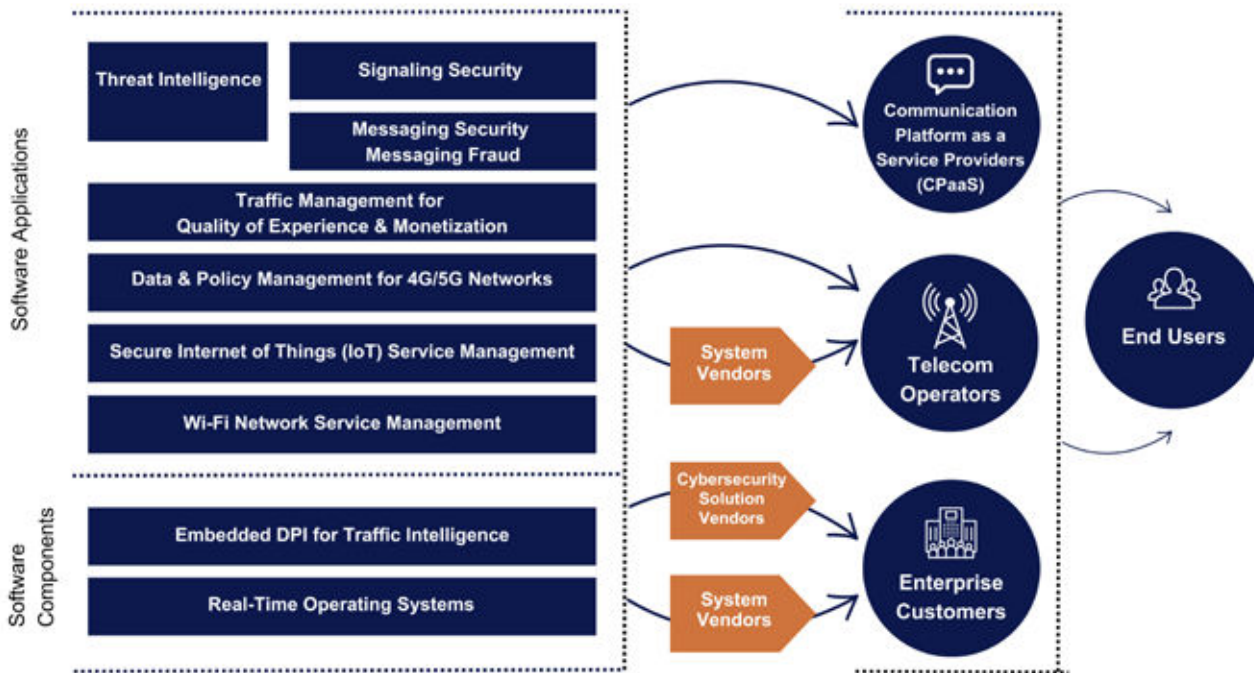 Software Applications
Threat Intelligence
Signaling Security
Messaging Security
Messaging Fraud
Traffic Management for
Quality of Experience & Monetization
Data & Policy Management for 4G/5G Networks
Secure Internet of Things (IoT) Service Management
Wi-Fi Network Service Management
Software
Components
Embedded DPI for Traffic Intelligence
Real-Time Operating Systems
System
Vendors
Cybersecurity
Solution
Vendors
System
Vendors
Communication
Platform as a
Service Providers
(CPaaS)
Telecom
Operators
Enterprise
Customers
End Users